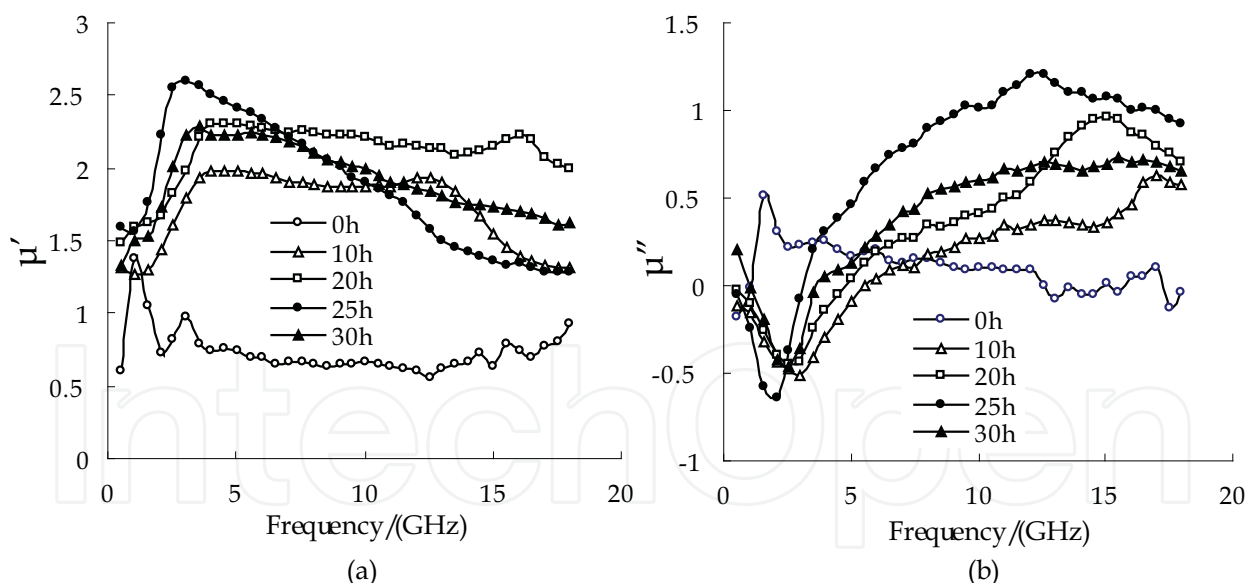 3
2.5
2
1.5
1
0.5
0
μ′
0h
10h
20h
25h
30h
0 5 10 15 20
Frequency/(GHz)
(a)
1.5
1
0.5
0
-0.5
-1
μ″
0h
10h
20h
25h
30h
0 5 10 15 20
Frequency/(GHz)
(b)
IntechOpen